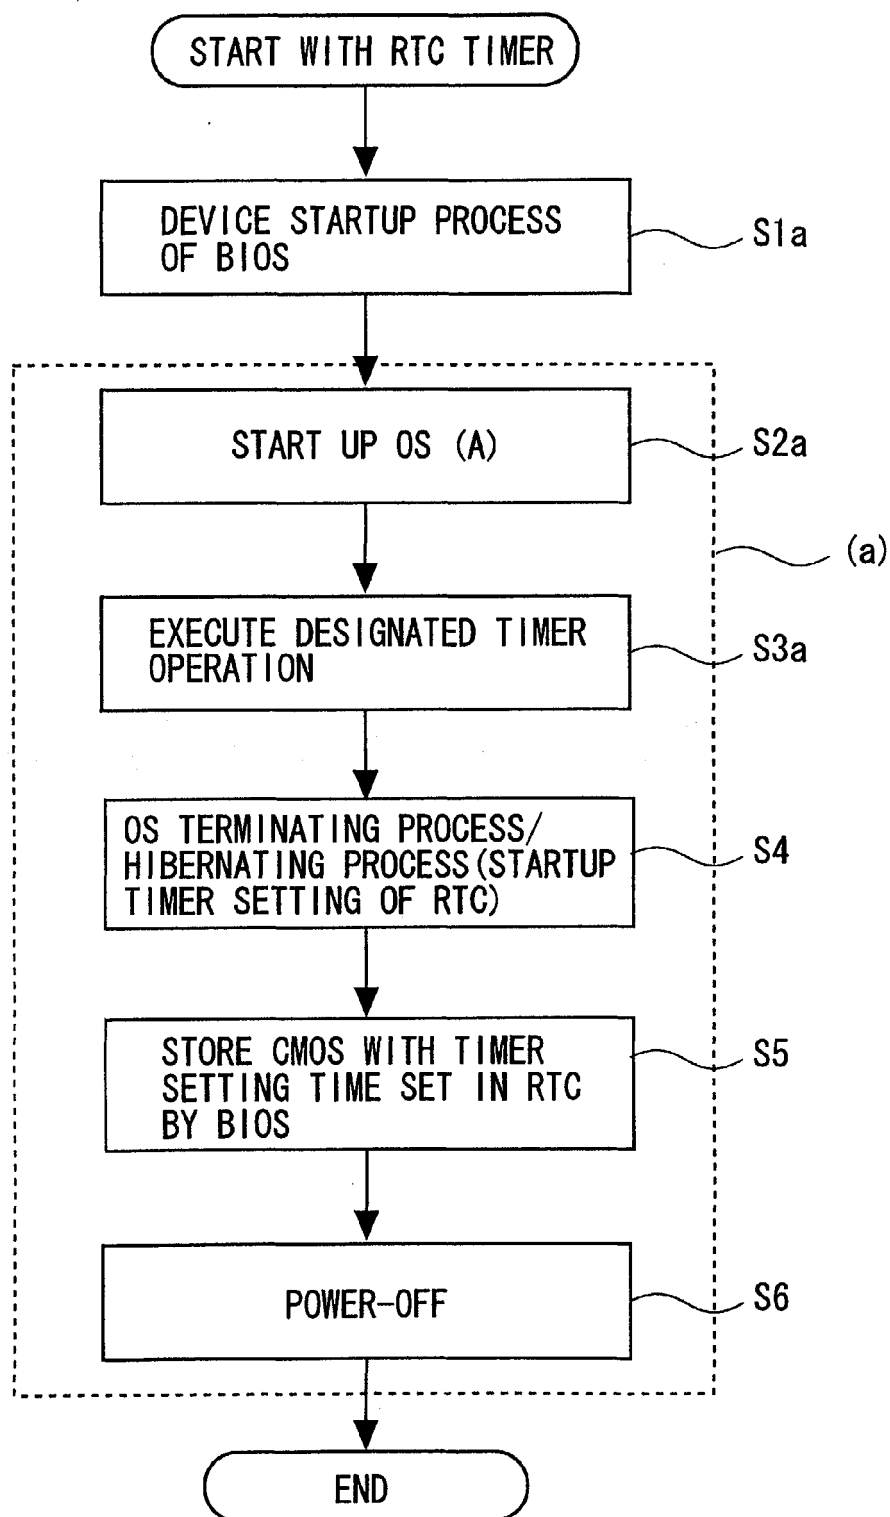 START WITH RTC TIMER
DEVICE STARTUP PROCESS
OF BIOS
S1a
START UP OS (A)
S2a
(a)
EXECUTE DESIGNATED TIMER
OPERATION
S3a
OS TERMINATING PROCESS/
HIBERNATING PROCESS(STARTUP
TIMER SETTING OF RTC)
S4
STORE CMOS WITH TIMER
SETTING TIME SET IN RTC
BY BIOS
S5
POWER-OFF
S6
END